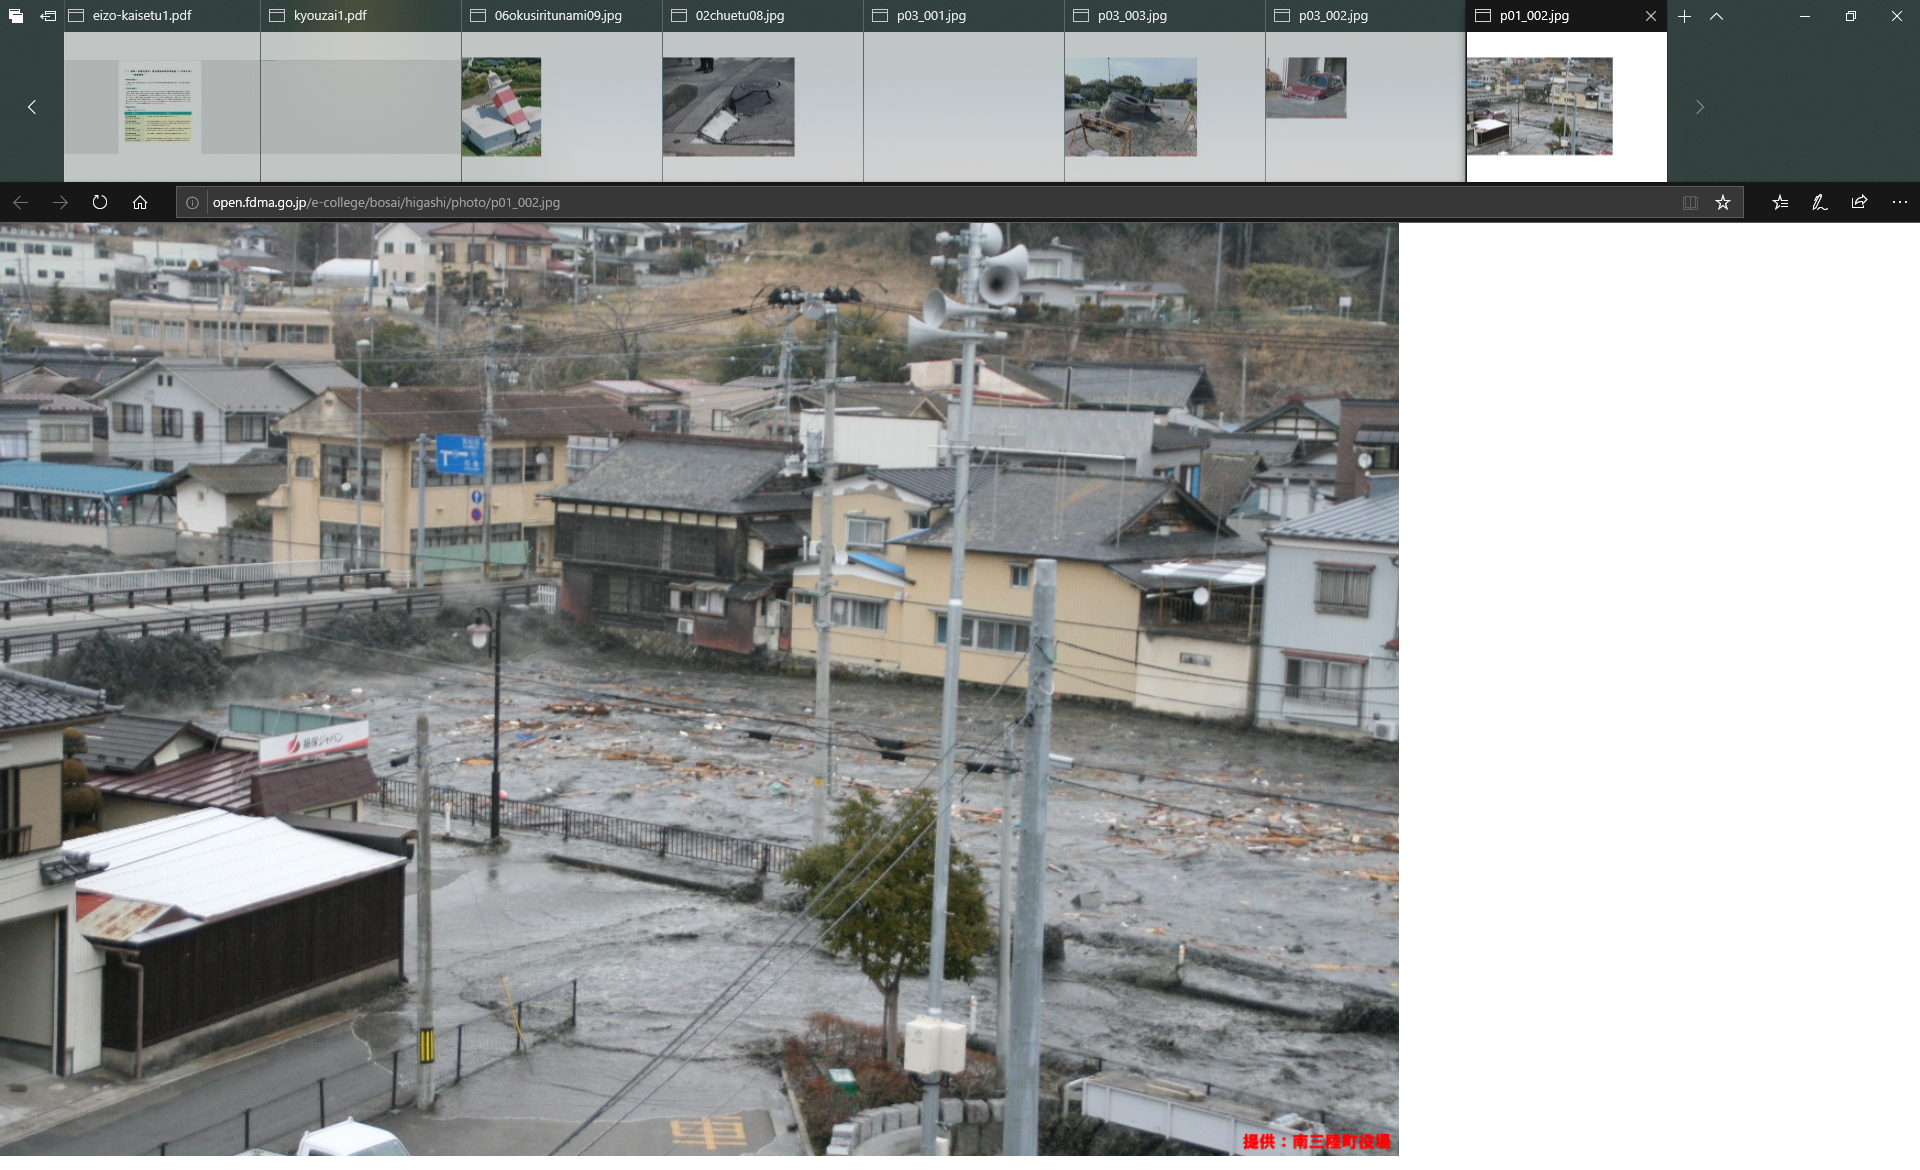 eizo-kaisetu1.pdf
kyouzai1.pdf
06okusiritunami09.jpg
02chuetu08.jpg
p03_001.jpg
p03_003.jpg
p03_002.jpg
p01_002.jpg
open.fdma.go.jp/e-college/bosai/higashi/photo/p01_002.jpg
損保ジャパン
提供：南三陸町役場